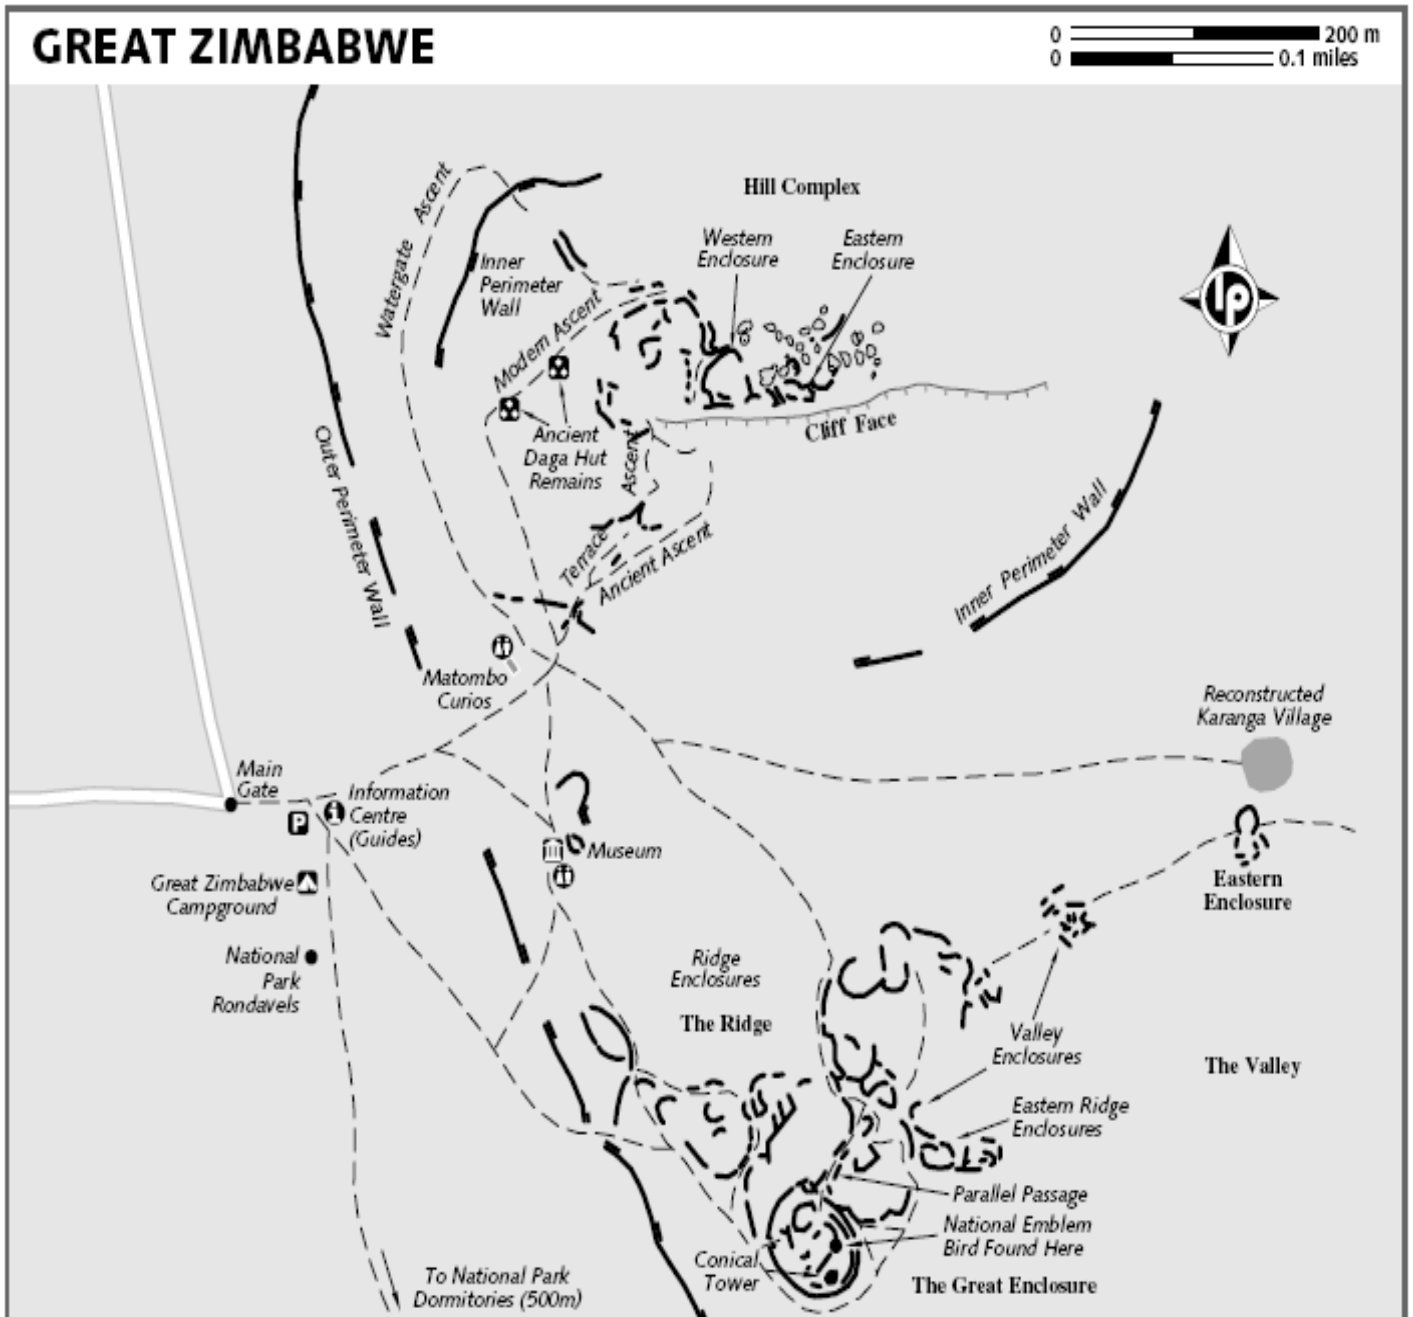 GREAT ZIMBABWE
0 200 m
0 0.1 miles
Hill Complex
Western
Enclosure
Eastern
Enclosure
Watergate Ascent
Inner
Perimeter
Wall
Modern Ascent
lp
Ancient
Daga Hut
Remains
Cliff Face
Outer Perimeter Wall
Terrace Ascent
Ancient Ascent
Inner Perimeter Wall
Matombo
Curios
Reconstructed
Karanga Village
Main
Gate
P
i
Information
Centre
(Guides)
Museum
Great Zimbabwe
Campground
Eastern
Enclosure
National
Park
Rondavels
Ridge
Enclosures
The Ridge
Valley
Enclosures
The Valley
Eastern Ridge
Enclosures
Parallel Passage
National Emblem
Bird Found Here
Conical
Tower
The Great Enclosure
To National Park
Dormitories (500m)